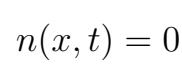 n(x, t) = 0